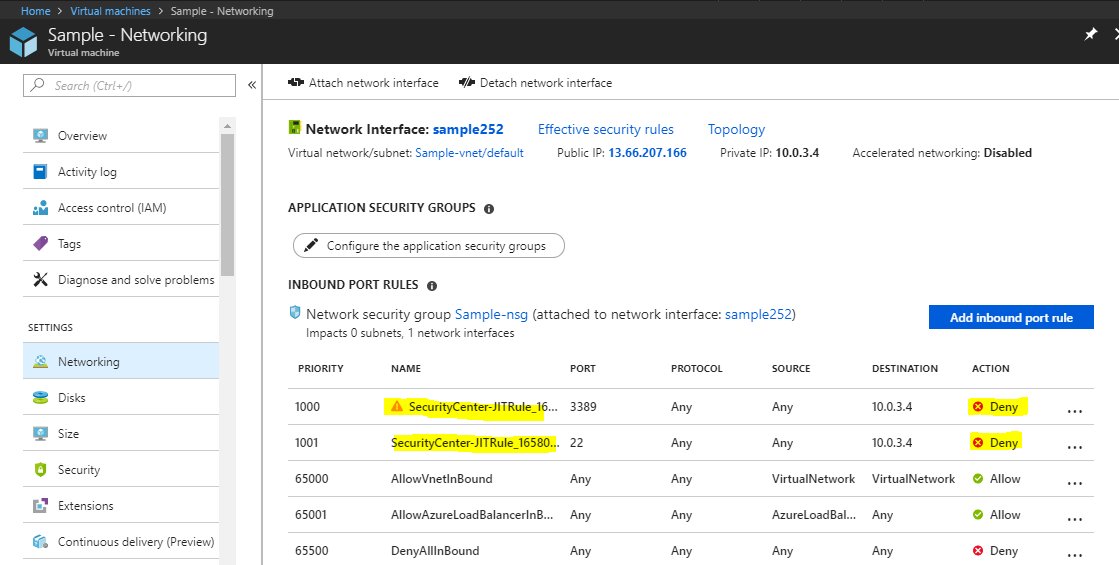 Home > Virtual machines > Sample - Networking
Sample - Networking
Virtual machine
Search (Ctrl+/)
«
Overview
Activity log
Access control (IAM)
Tags
Diagnose and solve problems
SETTINGS
Networking
Disks
Size
Security
Extensions
Continuous delivery (Preview)
Attach network interface Detach network interface
Network Interface: sample252 Effective security rules Topology
Virtual network/subnet: Sample-vnet/default Public IP: 13.66.207.166 Private IP: 10.0.3.4 Accelerated networking: Disabled
APPLICATION SECURITY GROUPS
Configure the application security groups
INBOUND PORT RULES
Network security group Sample-nsg (attached to network interface: sample252)
Impacts 0 subnets, 1 network interfaces
Add inbound port rule
PRIORITY NAME PORT PROTOCOL SOURCE DESTINATION ACTION
1000 SecurityCenter-JITRule_16... 3389 Any Any 10.0.3.4 Deny ...
1001 SecurityCenter-JITRule_16580... 22 Any Any 10.0.3.4 Deny ...
65000 AllowVnetInBound Any Any VirtualNetwork VirtualNetwork Allow ...
65001 AllowAzureLoadBalancerInB... Any Any AzureLoadBal... Any Allow ...
65500 DenyAllInBound Any Any Any Any Deny ...